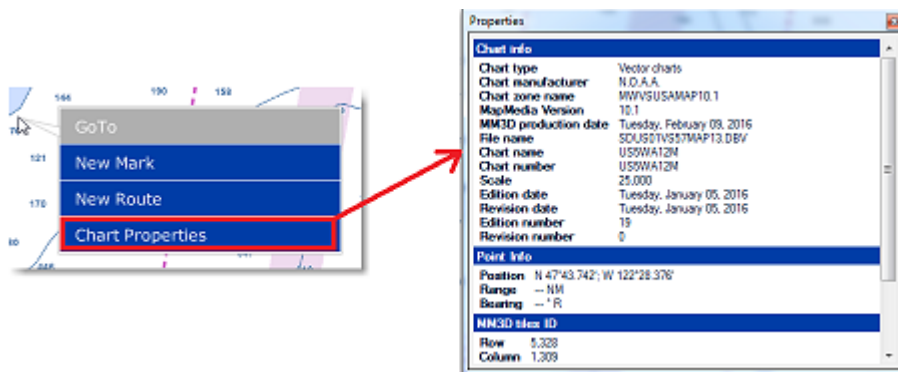 144
190
158
121
GoTo
New Mark
170
New Route
Chart Properties
Properties
Chart info
Chart type Vector charts
Chart manufacturer N.O.A.A.
Chart zone name MWVSUSAMAP10.1
MapMedia Version 10.1
MM3D production date Tuesday, February 09, 2016
File name SDUS01VS57MAP13.DBV
Chart name US5WA12M
Chart number US5WA12M
Scale 25,000
Edition date Tuesday, January 05, 2016
Revision date Tuesday, January 05, 2016
Edition number 19
Revision number 0
Point Info
Position N 47°43.742'; W 122°28.376'
Range --- NM
Bearing --- ° R
MM3D tiles ID
Row 5,328
Column 1,309